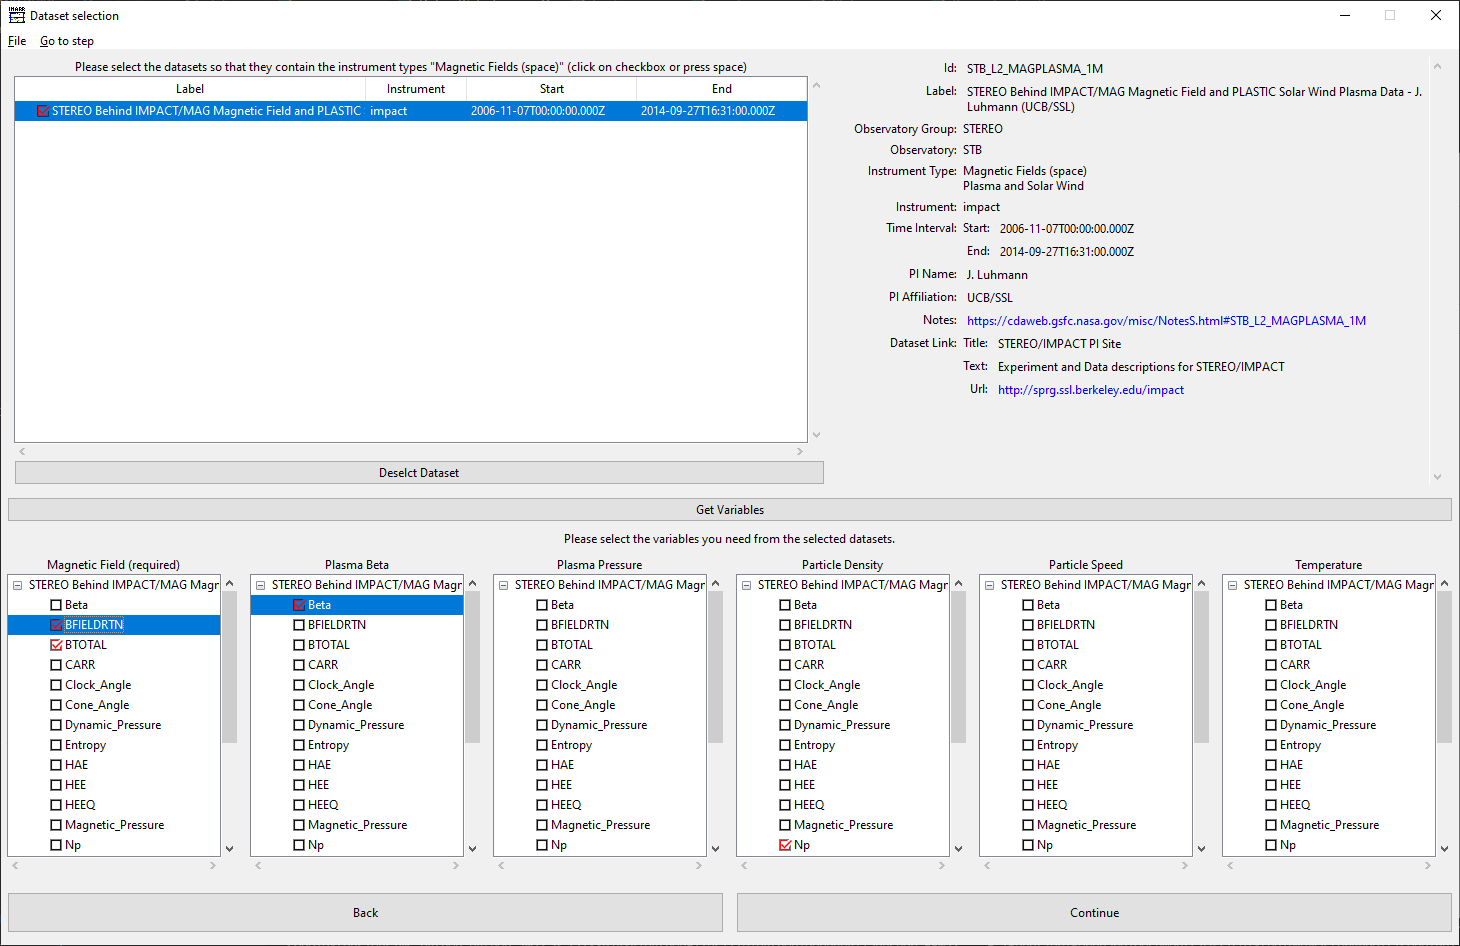 Dataset selection
File Go to step
Please select the datasets so that they contain the instrument types "Magnetic Fields (space)" (click on checkbox or press space)
Label Instrument Start End
STEREO Behind IMPACT/MAG Magnetic Field and PLASTIC impact 2006-11-07T00:00:00.000Z 2014-09-27T16:31:00.000Z
Deselct Dataset
Id: STB_L2_MAGPLASMA_1M
Label: STEREO Behind IMPACT/MAG Magnetic Field and PLASTIC Solar Wind Plasma Data - J.
Luhmann (UCB/SSL)
Observatory Group: STEREO
Observatory: STB
Instrument Type: Magnetic Fields (space)
Plasma and Solar Wind
Instrument: impact
Time Interval: Start: 2006-11-07T00:00:00.000Z
End: 2014-09-27T16:31:00.000Z
PI Name: J. Luhmann
PI Affiliation: UCB/SSL
Notes: https://cdaweb.gsfc.nasa.gov/misc/NotesS.html#STB_L2_MAGPLASMA_1M
Dataset Link: Title: STEREO/IMPACT PI Site
Text: Experiment and Data descriptions for STEREO/IMPACT
Url: http://sprg.ssl.berkeley.edu/impact
Get Variables
Please select the variables you need from the selected datasets.
Magnetic Field (required)
STEREO Behind IMPACT/MAG Magr
Beta
BFIELDRTN
BTOTAL
CARR
Clock_Angle
Cone_Angle
Dynamic_Pressure
Entropy
HAE
HEE
HEEQ
Magnetic_Pressure
Np
Plasma Beta
STEREO Behind IMPACT/MAG Magr
Beta
BFIELDRTN
BTOTAL
CARR
Clock_Angle
Cone_Angle
Dynamic_Pressure
Entropy
HAE
HEE
HEEQ
Magnetic_Pressure
Np
Plasma Pressure
STEREO Behind IMPACT/MAG Magr
Beta
BFIELDRTN
BTOTAL
CARR
Clock_Angle
Cone_Angle
Dynamic_Pressure
Entropy
HAE
HEE
HEEQ
Magnetic_Pressure
Np
Particle Density
STEREO Behind IMPACT/MAG Magr
Beta
BFIELDRTN
BTOTAL
CARR
Clock_Angle
Cone_Angle
Dynamic_Pressure
Entropy
HAE
HEE
HEEQ
Magnetic_Pressure
Np
Particle Speed
STEREO Behind IMPACT/MAG Magr
Beta
BFIELDRTN
BTOTAL
CARR
Clock_Angle
Cone_Angle
Dynamic_Pressure
Entropy
HAE
HEE
HEEQ
Magnetic_Pressure
Np
Temperature
STEREO Behind IMPACT/MAG Magr
Beta
BFIELDRTN
BTOTAL
CARR
Clock_Angle
Cone_Angle
Dynamic_Pressure
Entropy
HAE
HEE
HEEQ
Magnetic_Pressure
Np
Back
Continue